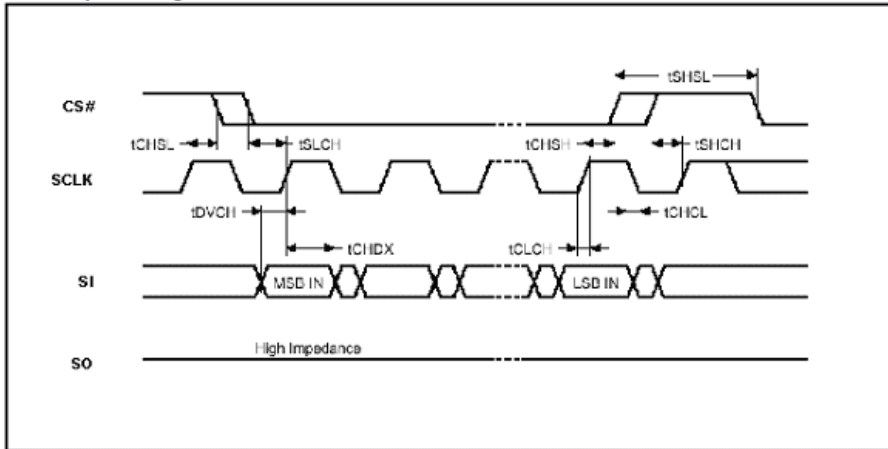 tSHSL
CS#
tCHSL
tSLCH
tCHSH
tSHCH
SCLK
tDVCH
tCHCL
tCHDX
tCLCH
SI
MSB IN
LSB IN
High Impedance
SO